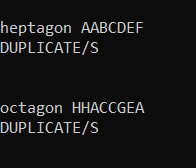 heptagon AABCDEF
DUPLICATE/S
octagon HHACCGEA
DUPLICATE/S